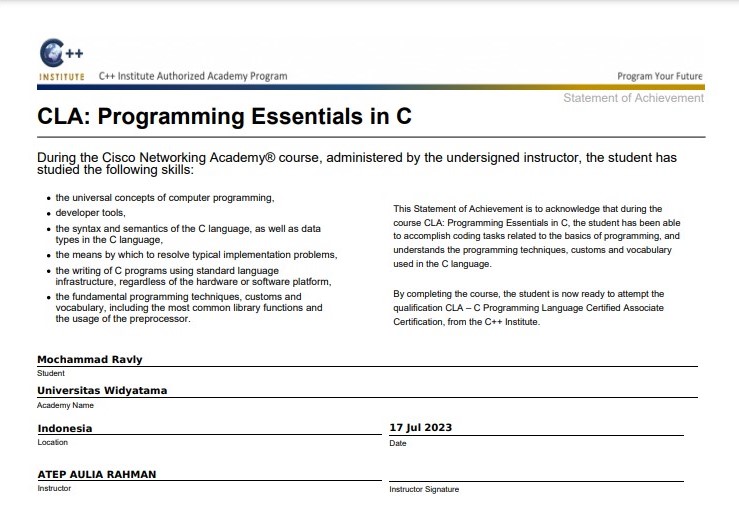 C++
INSTITUTE
C++ Institute Authorized Academy Program
Program Your Future
Statement of Achievement
CLA: Programming Essentials in C
During the Cisco Networking Academy® course, administered by the undersigned instructor, the student has
studied the following skills:
• the universal concepts of computer programming,
• developer tools,
• the syntax and semantics of the C language, as well as data
types in the C language,
• the means by which to resolve typical implementation problems,
• the writing of C programs using standard language
infrastructure, regardless of the hardware or software platform,
• the fundamental programming techniques, customs and
vocabulary, including the most common library functions and
the usage of the preprocessor.
This Statement of Achievement is to acknowledge that during the
course CLA: Programming Essentials in C, the student has been able
to accomplish coding tasks related to the basics of programming, and
understands the programming techniques, customs and vocabulary
used in the C language.
By completing the course, the student is now ready to attempt the
qualification CLA – C Programming Language Certified Associate
Certification, from the C++ Institute.
Mochammad Ravly
Student
Universitas Widyatama
Academy Name
Indonesia
Location
17 Jul 2023
Date
ATEP AULIA RAHMAN
Instructor
Instructor Signature